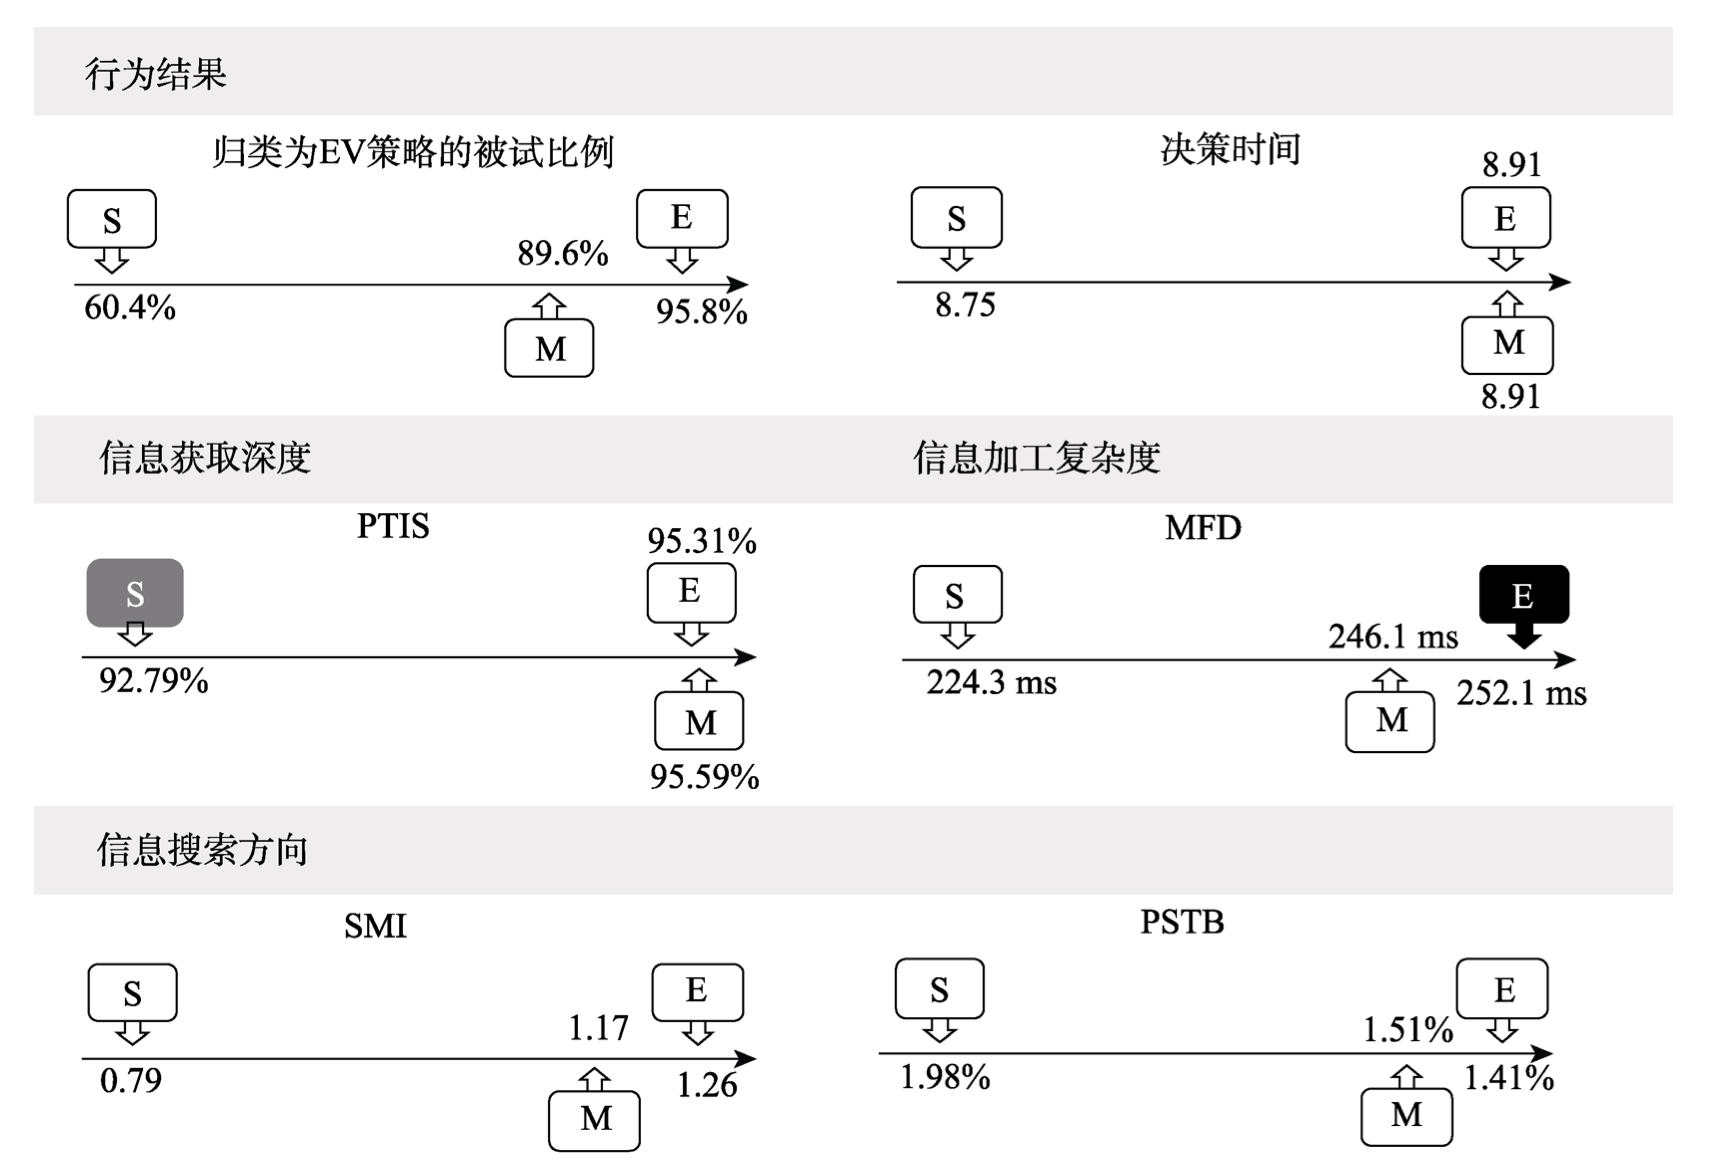 行为结果
归类为EV策略的被试比例
决策时间
8.91
S
E
S
E
89.6%
60.4%
95.8%
8.75
M
M
8.91
信息获取深度
信息加工复杂度
PTIS
MFD
95.31%
S
E
S
E
246.1 ms
92.79%
224.3 ms
252.1 ms
M
M
95.59%
信息搜索方向
SMI
PSTB
S
E
S
E
1.17
1.51%
0.79
1.26
1.98%
1.41%
M
M